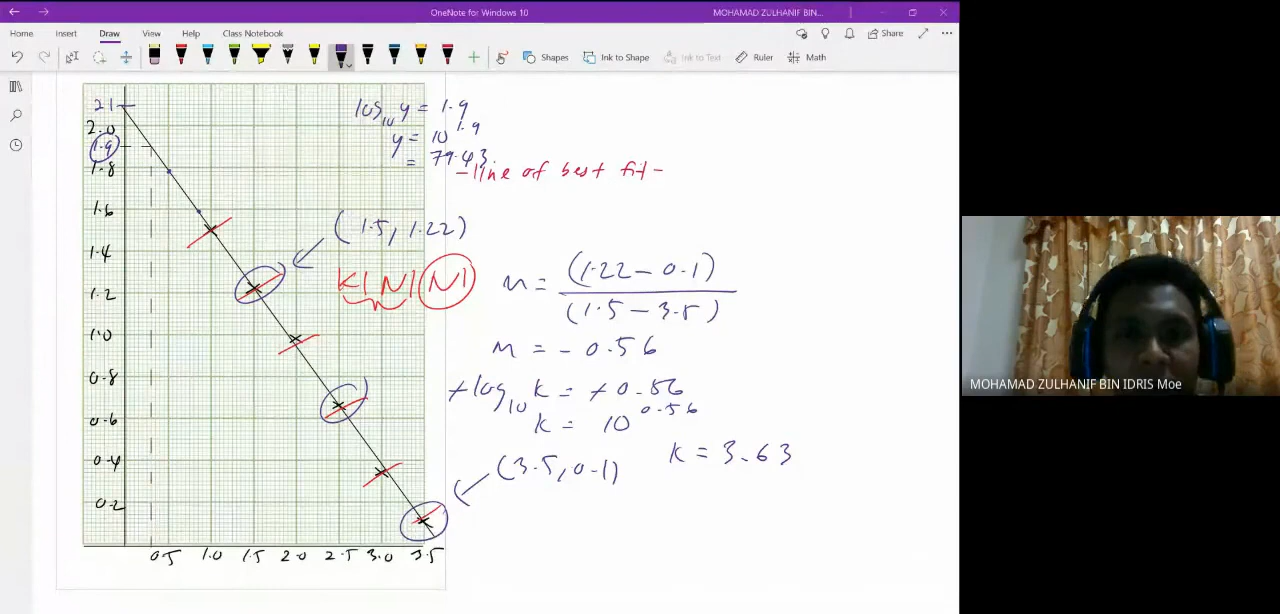 OneNote for Windows 10
MOHAMAD ZULHANIF BIN...
Home Insert Draw View Help Class Notebook
Share
Shapes Ink to Shape Ink to Text Ruler Math
21
2.0
1.9
1.8
1.6
1.4
1.2
1.0
0.8
0.6
0.4
0.2
0.5 1.0 1.5 2.0 2.5 3.0 3.5
log10 y = 1.9
y = 10^1.9
= 79.43
-line of best fit-
(1.5, 1.22)
K1 N1 N1
m = (1.22 - 0.1) / (1.5 - 3.5)
m = -0.56
-log10 k = -0.56
k = 10^0.56
k = 3.63
(3.5, 0.1)
MOHAMAD ZULHANIF BIN IDRIS Moe